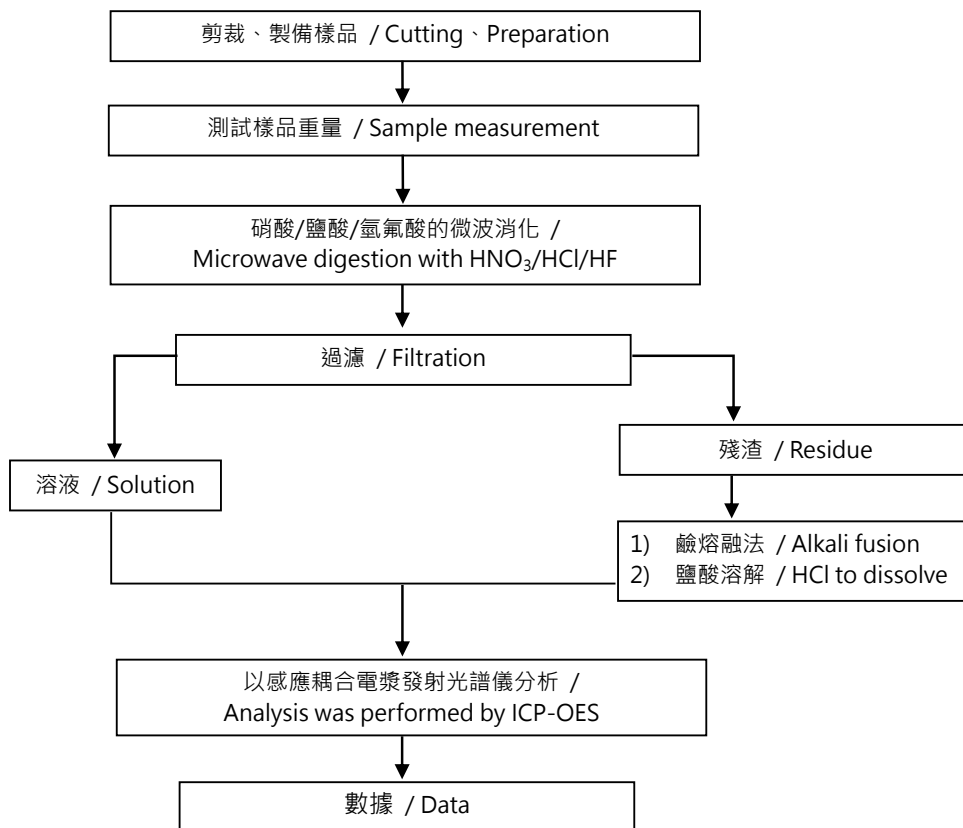 剪裁、製備樣品 / Cutting、Preparation
測試樣品重量 / Sample measurement
硝酸/鹽酸/氫氟酸的微波消化 /
Microwave digestion with HNO₃/HCl/HF
過濾 / Filtration
溶液 / Solution
殘渣 / Residue
1) 鹼熔融法 / Alkali fusion
2) 鹽酸溶解 / HCl to dissolve
以感應耦合電漿發射光譜儀分析 /
Analysis was performed by ICP-OES
數據 / Data